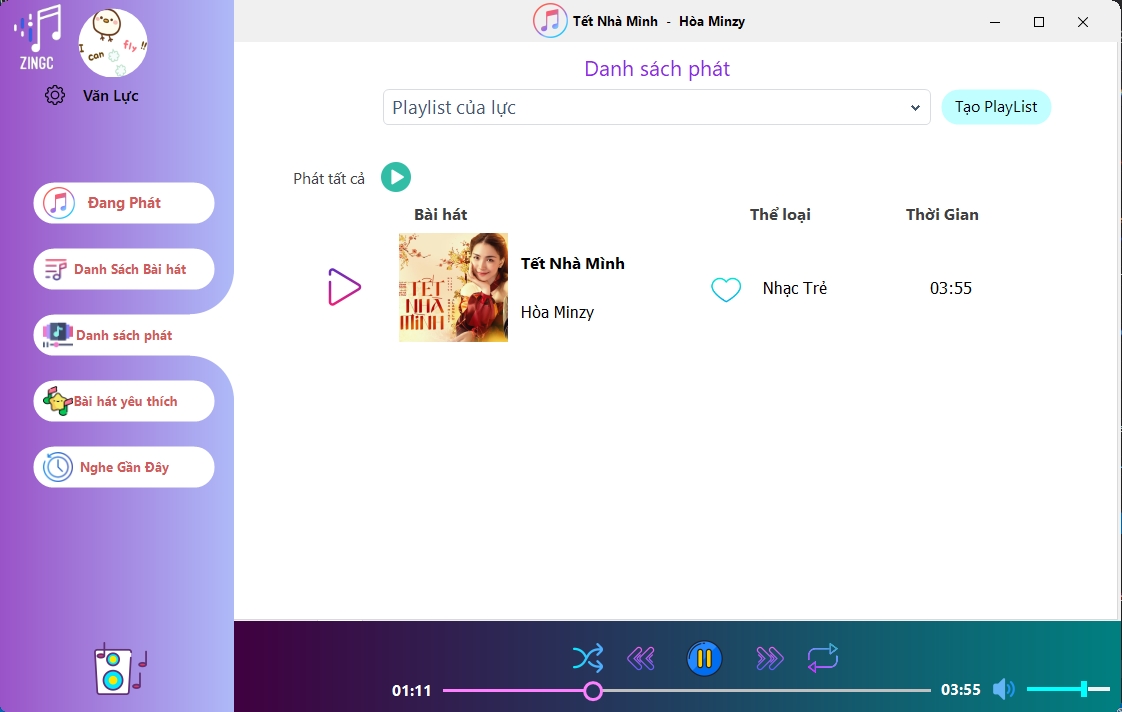 ZINGC
I can fly !!
Văn Lực
Đang Phát
Danh Sách Bài hát
Danh sách phát
Bài hát yêu thích
Nghe Gần Đây
Tết Nhà Mình - Hòa Minzy
Danh sách phát
Playlist của lực
Tạo PlayList
Phát tất cả
Bài hát Thể loại Thời Gian
TẾT
NHÀ
MÌNH
Tết Nhà Mình
Hòa Minzy
Nhạc Trẻ 03:55
01:11 03:55